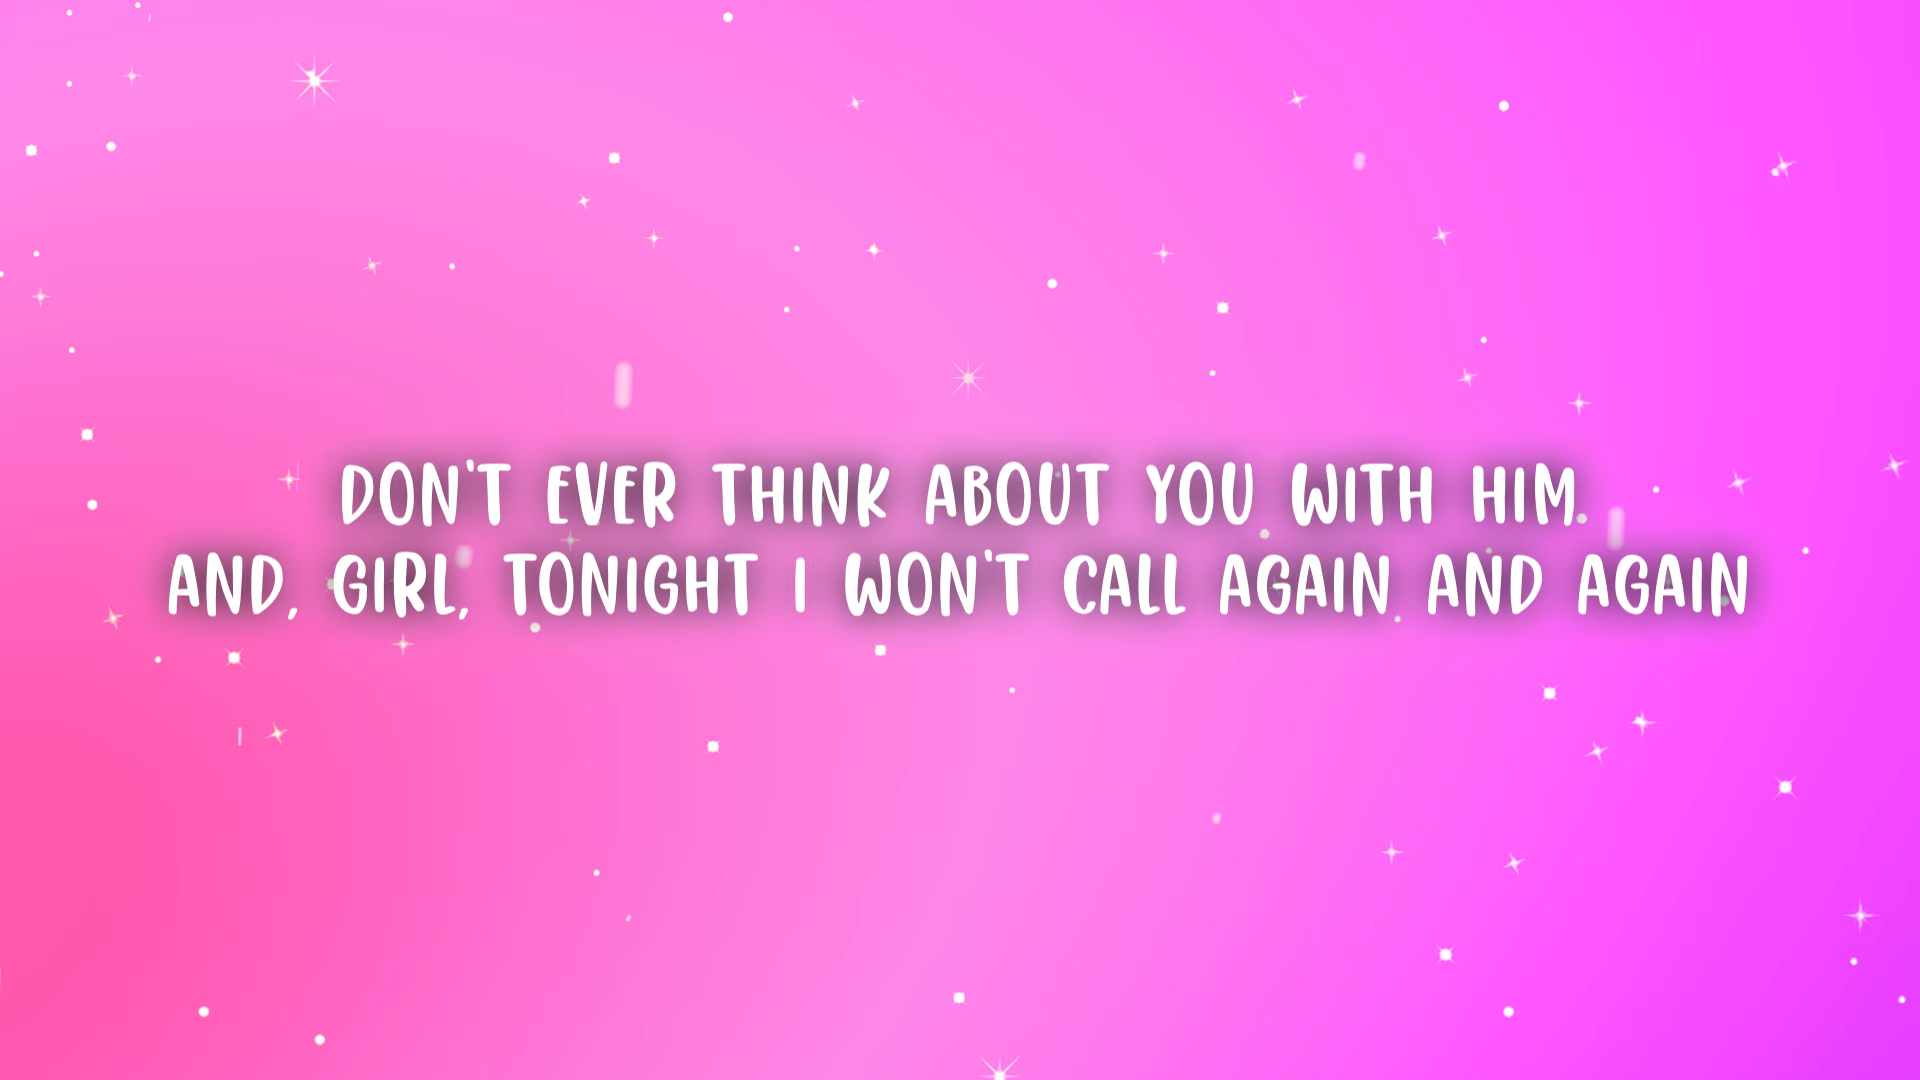 DON'T EVER THINK ABOUT YOU WITH HIM
AND, GIRL, TONIGHT I WON'T CALL AGAIN AND AGAIN